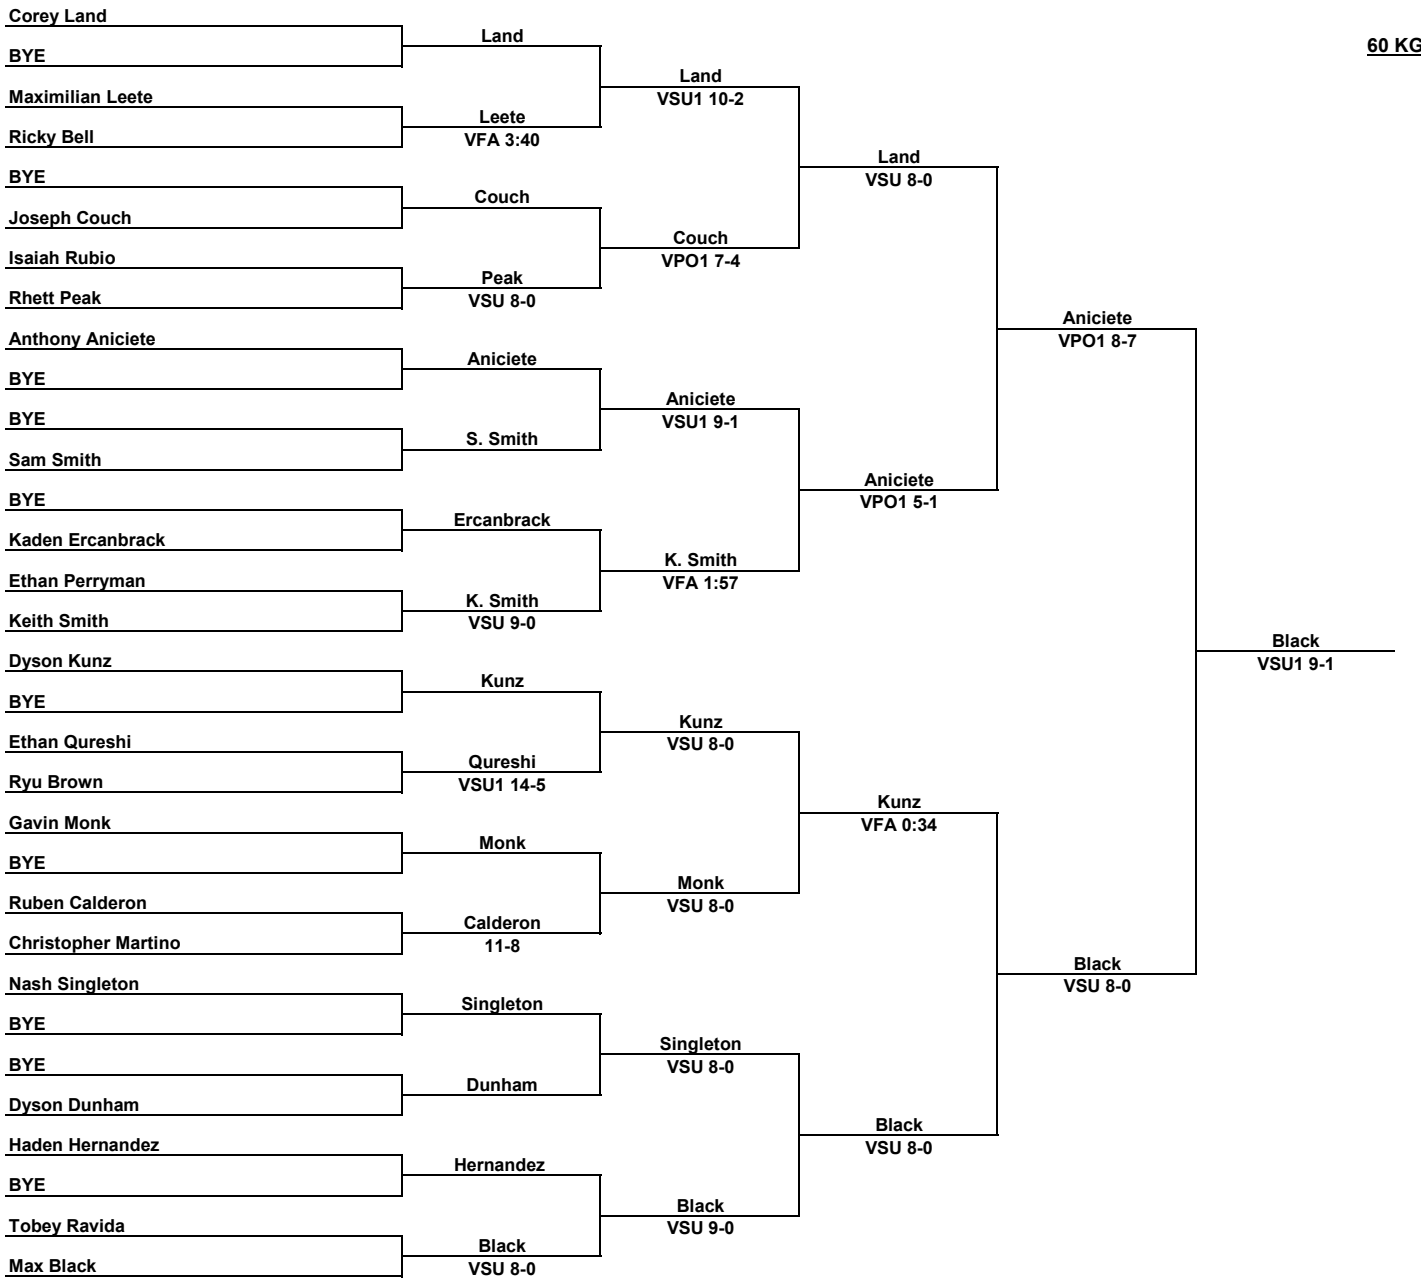 Corey Land
BYE
Maximilian Leete
Ricky Bell
BYE
Joseph Couch
Isaiah Rubio
Rhett Peak
Anthony Aniciete
BYE
BYE
Sam Smith
BYE
Kaden Ercanbrack
Ethan Perryman
Keith Smith
Dyson Kunz
BYE
Ethan Qureshi
Ryu Brown
Gavin Monk
BYE
Ruben Calderon
Christopher Martino
Nash Singleton
BYE
BYE
Dyson Dunham
Haden Hernandez
BYE
Tobey Ravida
Max Black
Land
Leete
VFA 3:40
Couch
Peak
VSU 8-0
Aniciete
S. Smith
Ercanbrack
K. Smith
VSU 9-0
Kunz
Qureshi
VSU1 14-5
Monk
Calderon
11-8
Singleton
Dunham
Hernandez
Black
VSU 8-0
Land
VSU1 10-2
Couch
VPO1 7-4
Aniciete
VSU1 9-1
K. Smith
VFA 1:57
Kunz
VSU 8-0
Monk
VSU 8-0
Singleton
VSU 8-0
Black
VSU 9-0
Land
VSU 8-0
Aniciete
VPO1 5-1
Kunz
VFA 0:34
Black
VSU 8-0
Aniciete
VPO1 8-7
Black
VSU 8-0
Black
VSU1 9-1
60 KG